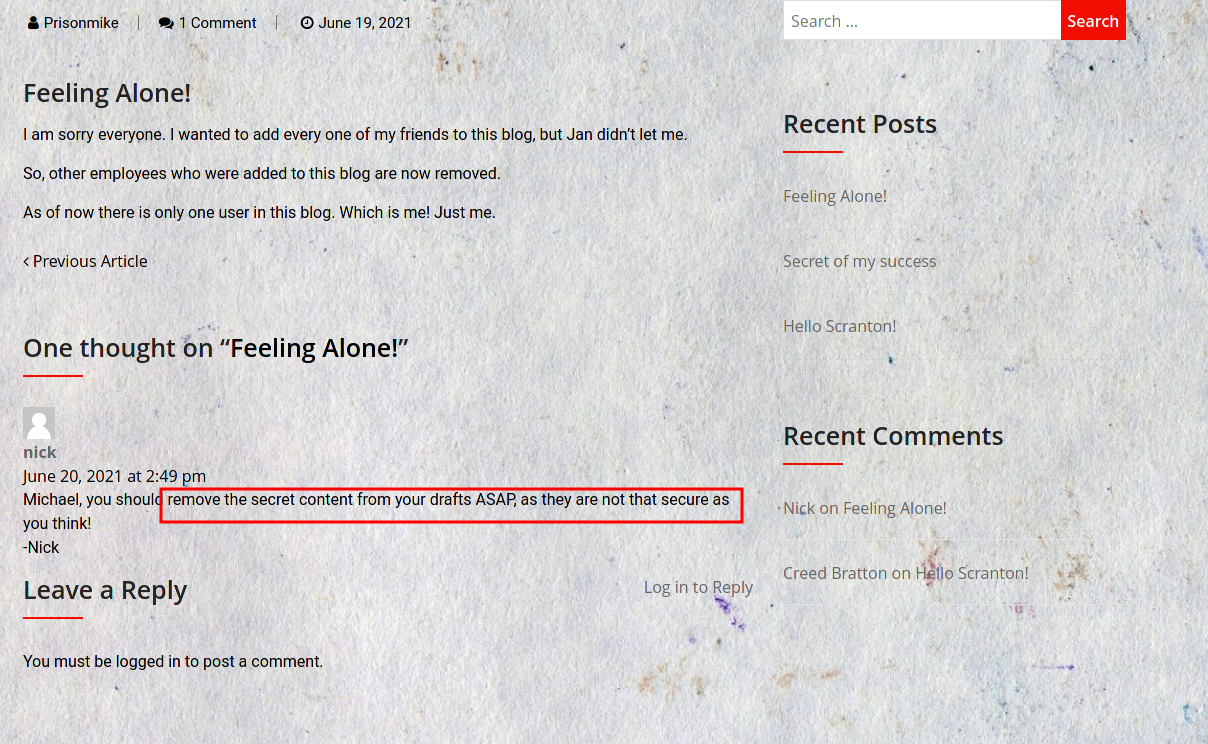 Prisonmike | 1 Comment | June 19, 2021
Feeling Alone!
I am sorry everyone. I wanted to add every one of my friends to this blog, but Jan didn’t let me.
So, other employees who were added to this blog are now removed.
As of now there is only one user in this blog. Which is me! Just me.
‹ Previous Article
One thought on “Feeling Alone!”
nick
June 20, 2021 at 2:49 pm
Michael, you should remove the secret content from your drafts ASAP, as they are not that secure as
you think!
-Nick
Leave a Reply
Log in to Reply
You must be logged in to post a comment.
Search ...
Search
Recent Posts
Feeling Alone!
Secret of my success
Hello Scranton!
Recent Comments
Nick on Feeling Alone!
Creed Bratton on Hello Scranton!